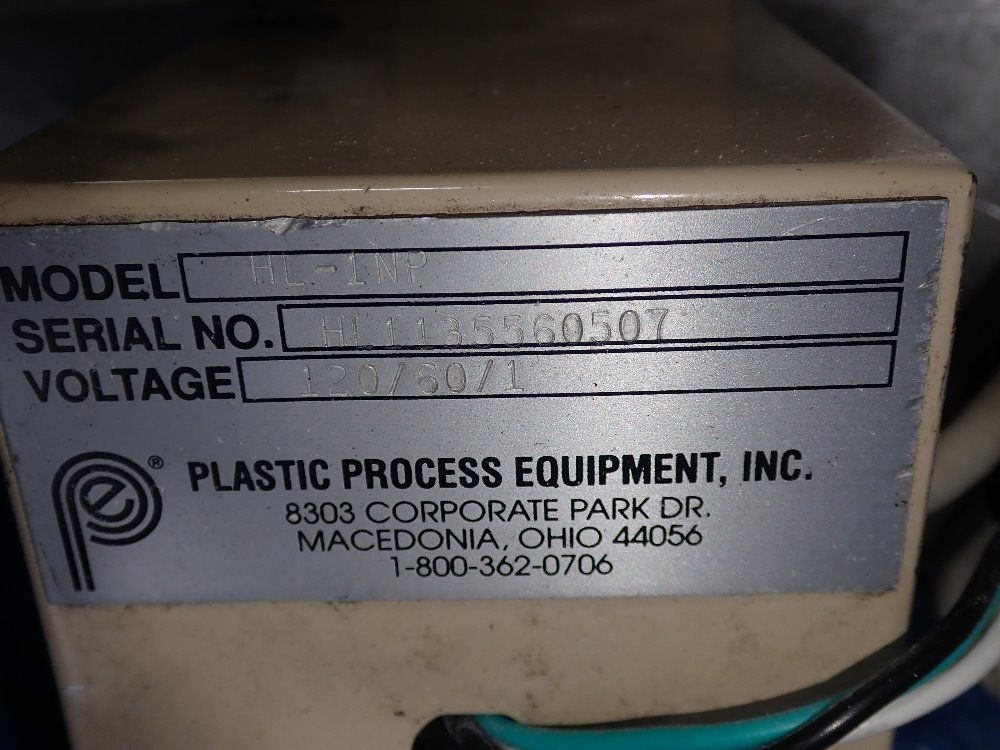 MODEL HL-1NP
SERIAL NO. HL1135560507
VOLTAGE 120/60/1
ppe ® PLASTIC PROCESS EQUIPMENT, INC.
8303 CORPORATE PARK DR.
MACEDONIA, OHIO 44056
1-800-362-0706